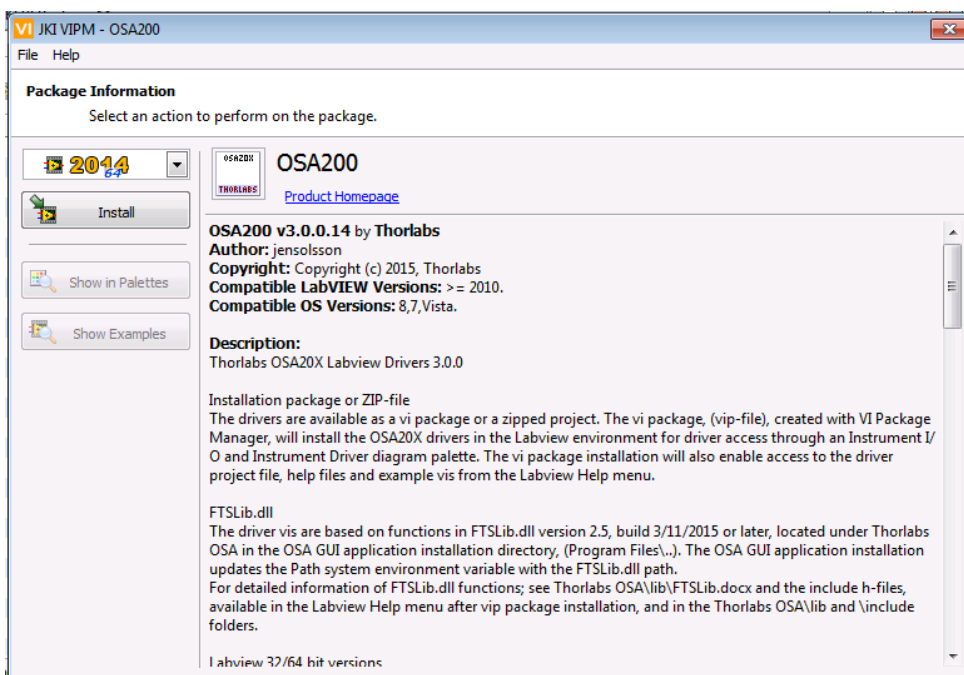 JKI VIPM - OSA200
File Help
Package Information
Select an action to perform on the package.
2014
64
Install
Show in Palettes
Show Examples
OSA20X
THORLABS
OSA200
Product Homepage
OSA200 v3.0.0.14 by Thorlabs
Author: jensolsson
Copyright: Copyright (c) 2015, Thorlabs
Compatible LabVIEW Versions: >= 2010.
Compatible OS Versions: 8,7,Vista.
Description:
Thorlabs OSA20X Labview Drivers 3.0.0
Installation package or ZIP-file
The drivers are available as a vi package or a zipped project. The vi package, (vip-file), created with VI Package
Manager, will install the OSA20X drivers in the Labview environment for driver access through an Instrument I/
O and Instrument Driver diagram palette. The vi package installation will also enable access to the driver
project file, help files and example vis from the Labview Help menu.
FTSLib.dll
The driver vis are based on functions in FTSLib.dll version 2.5, build 3/11/2015 or later, located under Thorlabs
OSA in the OSA GUI application installation directory, (Program Files\..). The OSA GUI application installation
updates the Path system environment variable with the FTSLib.dll path.
For detailed information of FTSLib.dll functions; see Thorlabs OSA\lib\FTSLib.docx and the include h-files,
available in the Labview Help menu after vip package installation, and in the Thorlabs OSA\lib and \include
folders.
Labview 32/64 bit versions